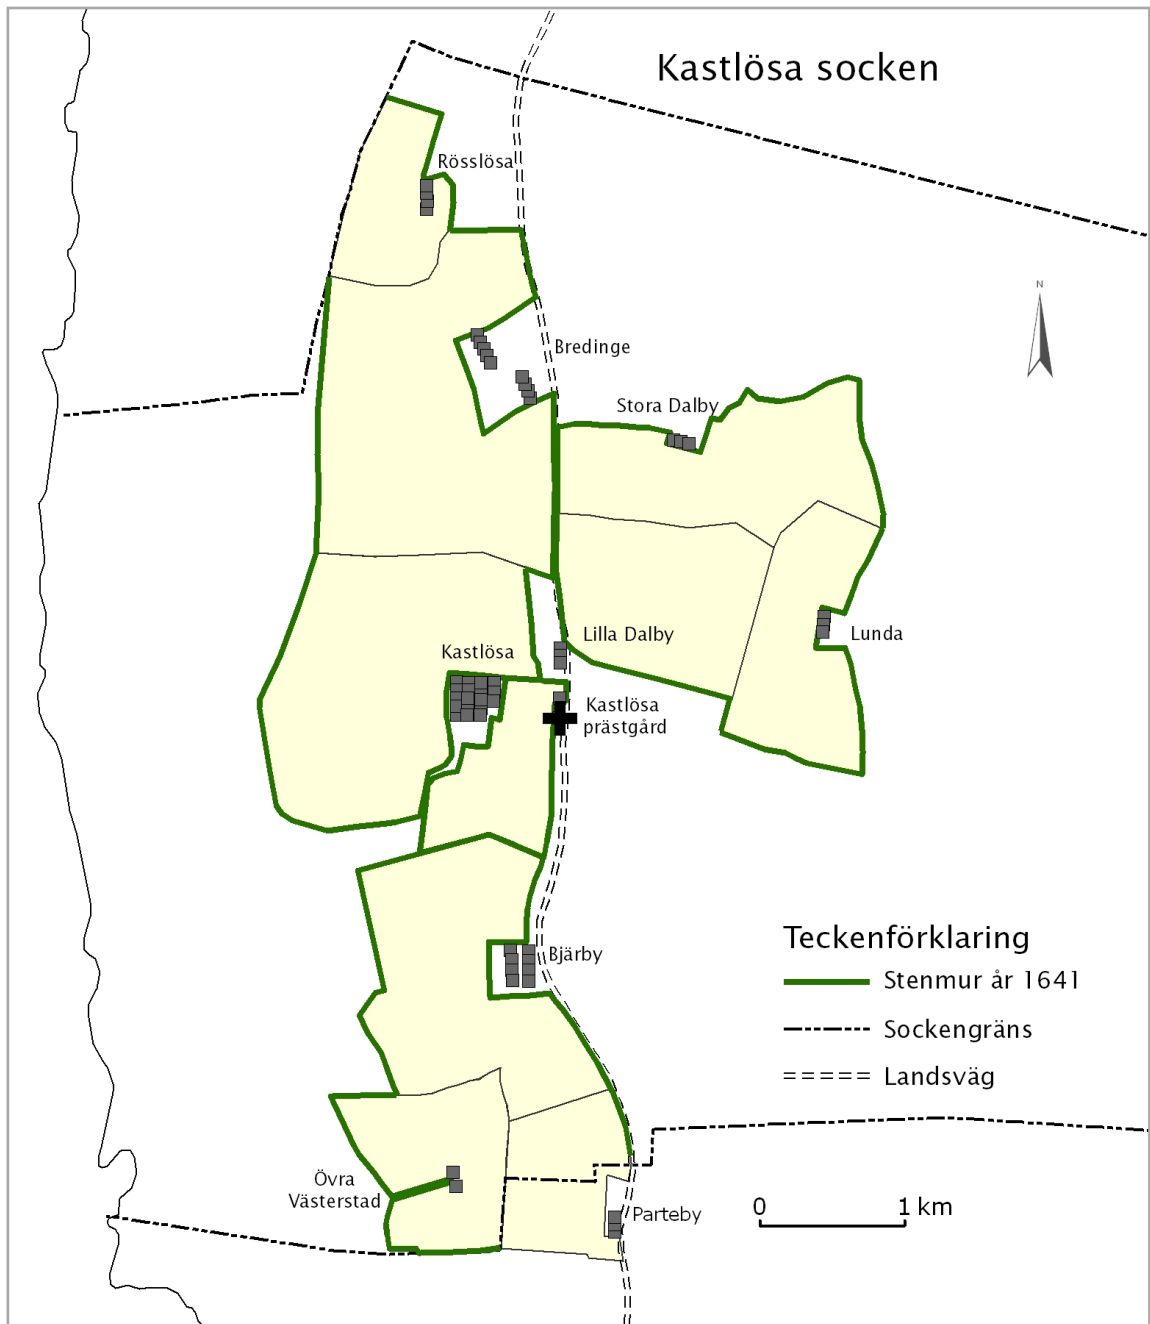 Kastlösa socken
Rösslösa
N
Bredinge
Stora Dalby
Lilla Dalby
Lunda
Kastlösa
Kastlösa
prästgård
Teckenförklaring
Bjärby
Stenmur år 1641
Sockengräns
Landsväg
Övra
Västerstad
Parteby
0 1 km